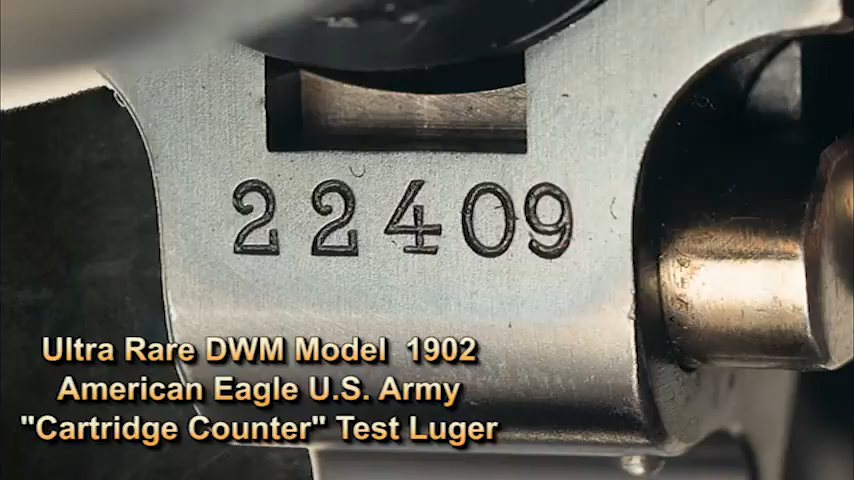 22409
Ultra Rare DWM Model 1902
American Eagle U.S. Army
"Cartridge Counter" Test Luger